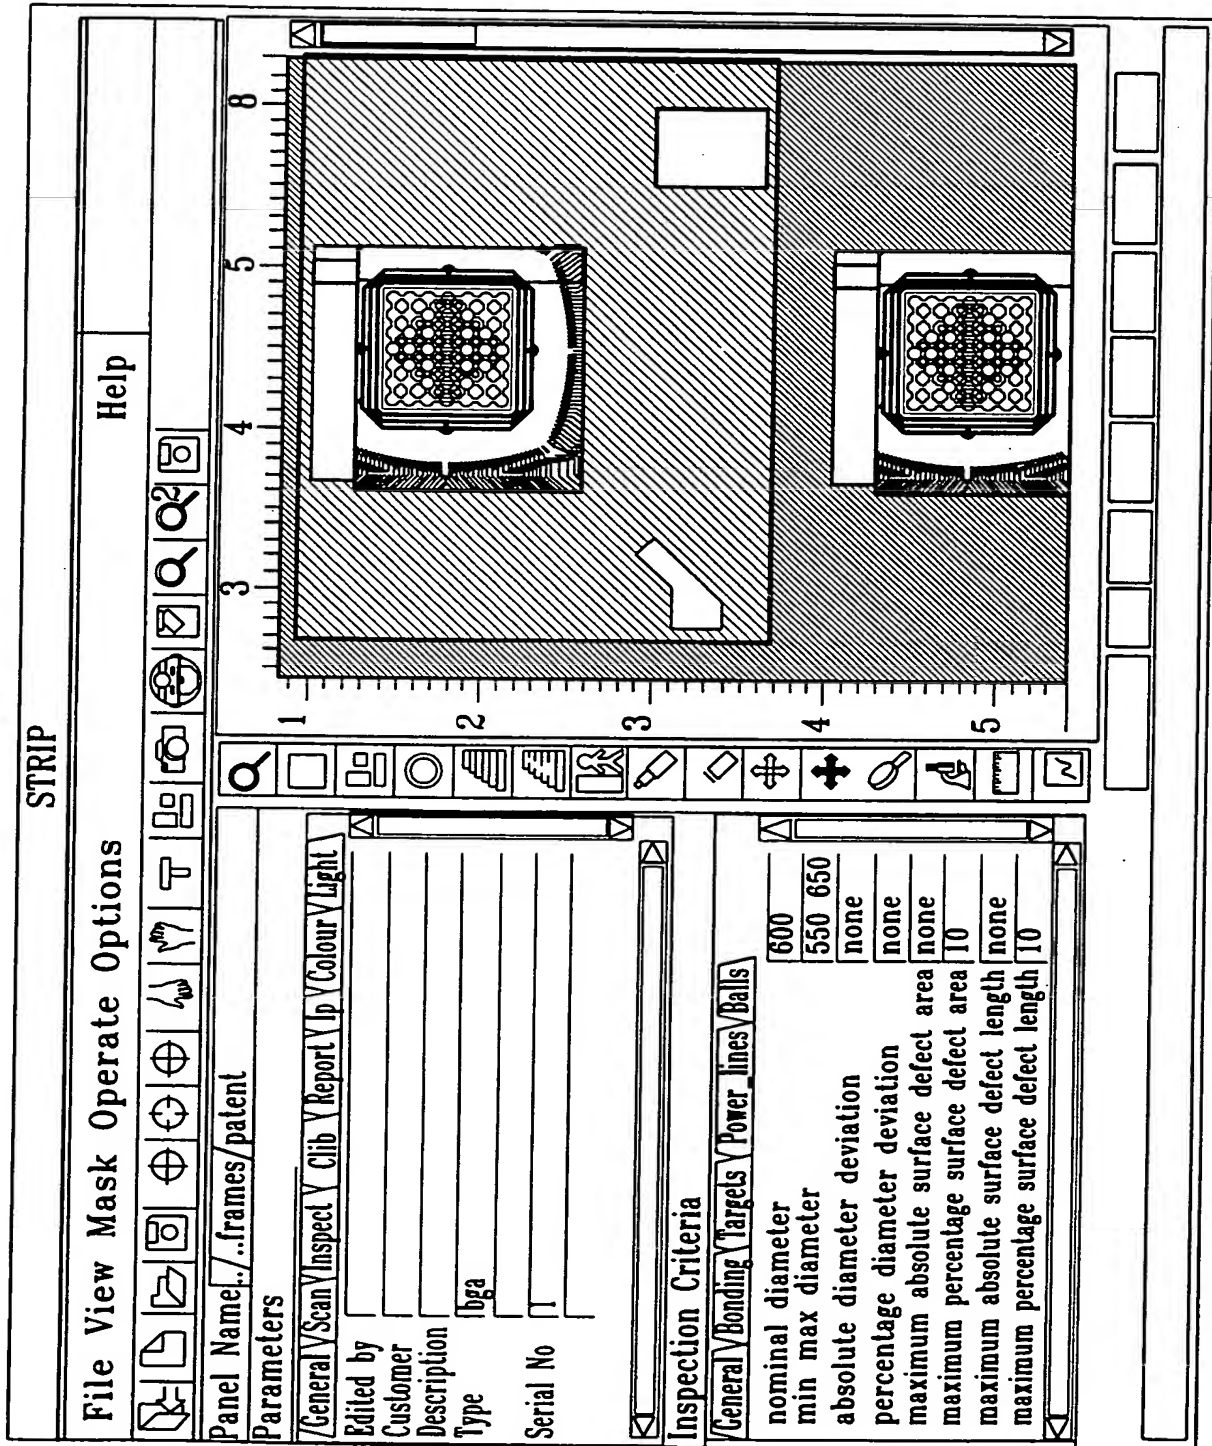 STRIP
File View Mask Operate Options Help
2
Panel Name ../..frames/patent
Parameters
General Scan Inspect Clib Report Ip Colour Light
Edited by
Customer
Description
Type bga
Serial No 1
Inspection Criteria
General Bonding Targets Power_lines Balls
nominal diameter 600
min max diameter 550 650
absolute diameter deviation none
percentage diameter deviation none
maximum absolute surface defect area none
maximum percentage surface defect area 10
maximum absolute surface defect length none
maximum percentage surface defect length 10
3 4 5 8
1
2
3
4
5